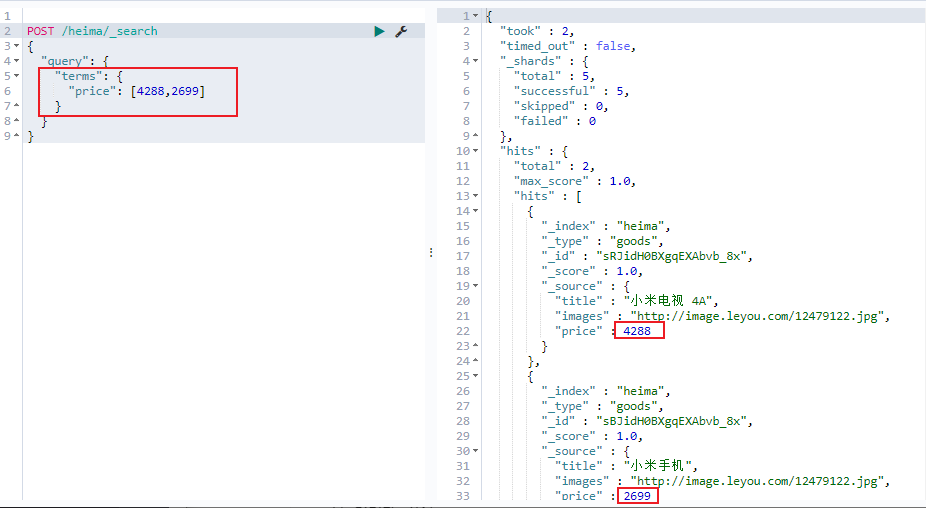 1
2 POST /heima/_search
3 {
4 "query": {
5 "terms": {
6 "price": [4288,2699]
7 }
8 }
9 }
1 {
2 "took" : 2,
3 "timed_out" : false,
4 "_shards" : {
5 "total" : 5,
6 "successful" : 5,
7 "skipped" : 0,
8 "failed" : 0
9 },
10 "hits" : {
11 "total" : 2,
12 "max_score" : 1.0,
13 "hits" : [
14 {
15 "_index" : "heima",
16 "_type" : "goods",
17 "_id" : "sRJidH0BXgqEXAbvb_8x",
18 "_score" : 1.0,
19 "_source" : {
20 "title" : "小米电视 4A",
21 "images" : "http://image.leyou.com/12479122.jpg",
22 "price" : 4288
23 }
24 },
25 {
26 "_index" : "heima",
27 "_type" : "goods",
28 "_id" : "sBJidH0BXgqEXAbvb_8x",
29 "_score" : 1.0,
30 "_source" : {
31 "title" : "小米手机",
32 "images" : "http://image.leyou.com/12479122.jpg",
33 "price" : 2699